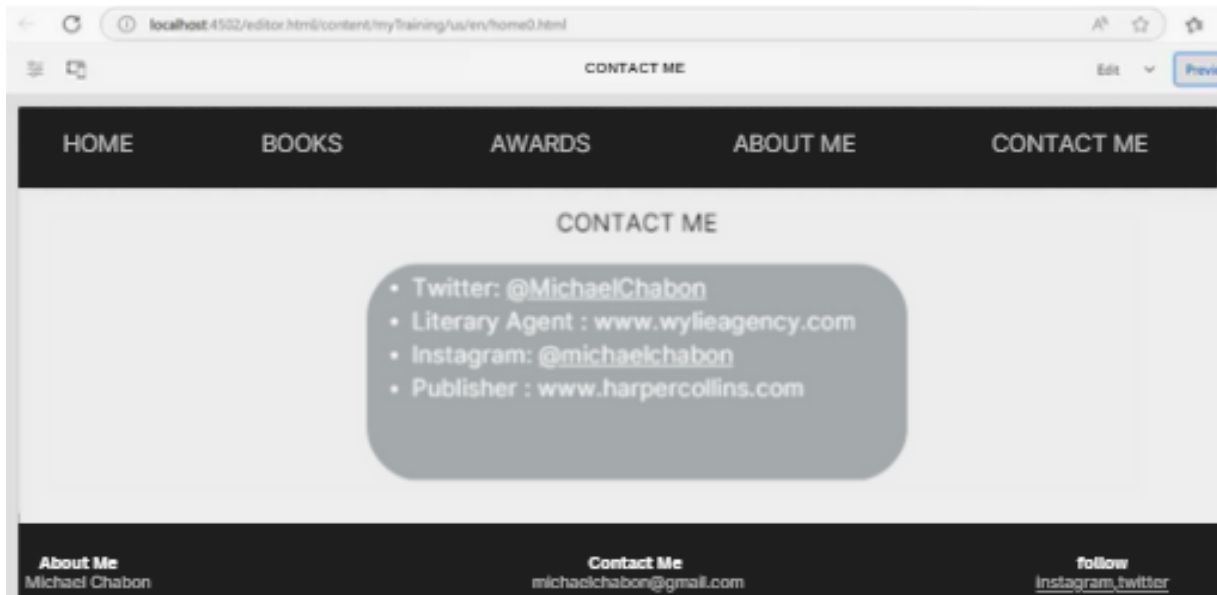 localhost:4502/editor.html/content/myTraining/us/en/home0.html
CONTACT ME
Edit
HOME BOOKS AWARDS ABOUT ME CONTACT ME
CONTACT ME
• Twitter: @MichaelChabon
• Literary Agent : www.wylieagency.com
• Instagram: @michaelchabon
• Publisher : www.harpercollins.com
About Me Contact Me follow
Michael Chabon michaelchabon@gmail.com instagram,twitter